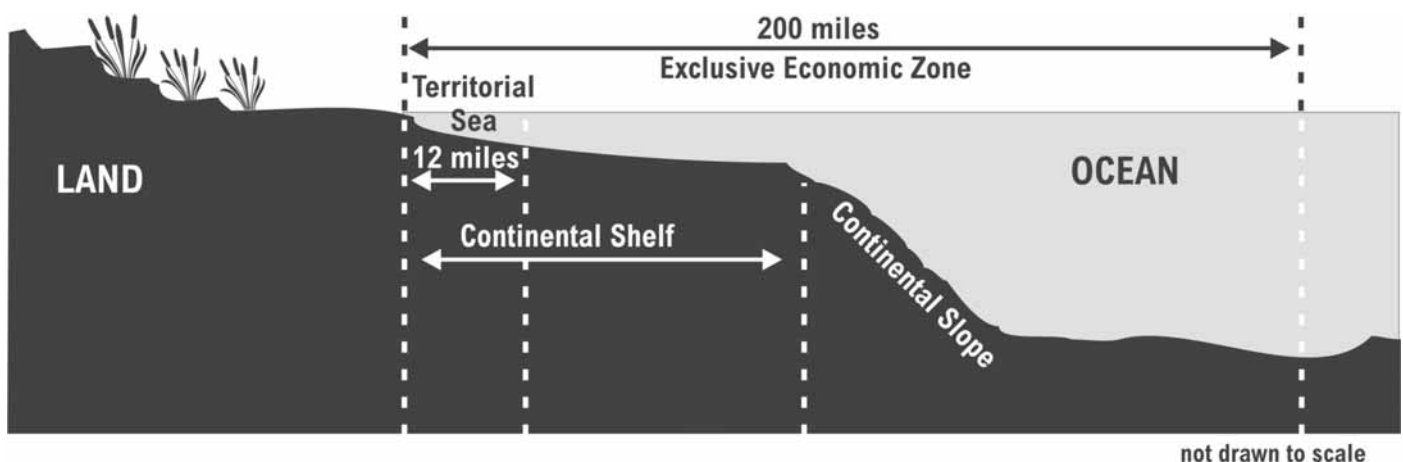 200 miles
Exclusive Economic Zone
Territorial
Sea
12 miles
LAND
OCEAN
Continental Shelf
Continental Slope
not drawn to scale